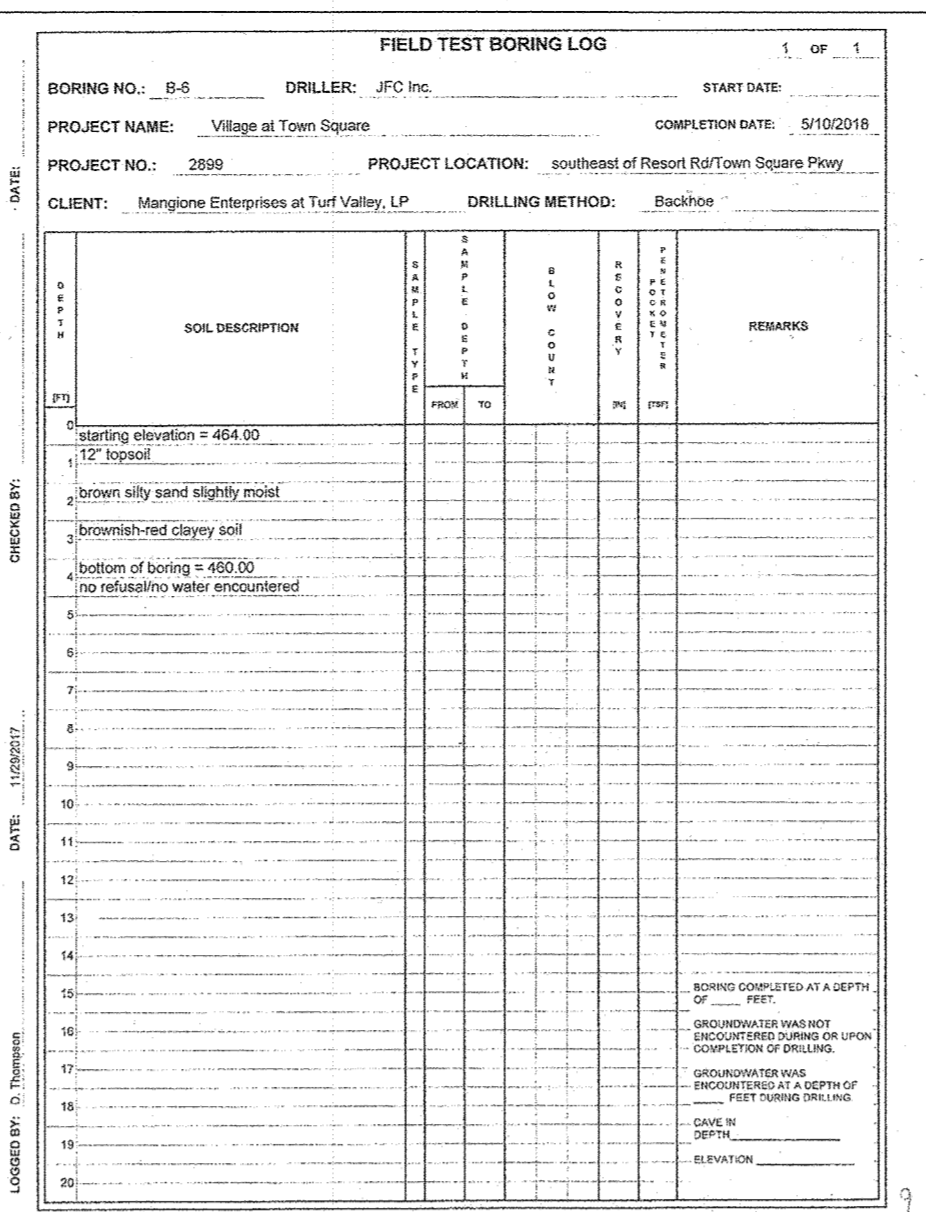 FIELD TEST BORING LOG
1 OF 1
BORING NO.: B-6 DRILLER: JFC Inc. START DATE:
PROJECT NAME: Village at Town Square COMPLETION DATE: 5/10/2018
PROJECT NO.: 2899 PROJECT LOCATION: southeast of Resort Rd/Town Square Pkwy
CLIENT: Mangione Enterprises at Turf Valley, LP DRILLING METHOD: Backhoe
DEPTH [FT] SOIL DESCRIPTION SAMPLE TYPE SAMPLE DEPTH FROM TO BLOW COUNT RECOVERY [IN] POCKET PENETROMETER [TSF] REMARKS
0
starting elevation = 464.00
12" topsoil
1
brown silty sand slightly moist
2
brownish-red clayey soil
3
bottom of boring = 460.00
4
no refusal/no water encountered
5
6
7
8
9
10
11
12
13
14
15
16
17
18
19
20
BORING COMPLETED AT A DEPTH
OF ____ FEET.
GROUNDWATER WAS NOT
ENCOUNTERED DURING OR UPON
COMPLETION OF DRILLING.
GROUNDWATER WAS
ENCOUNTERED AT A DEPTH OF
____ FEET DURING DRILLING.
CAVE IN
DEPTH
ELEVATION
LOGGED BY: D. Thompson DATE: 11/29/2017 CHECKED BY: DATE:
9